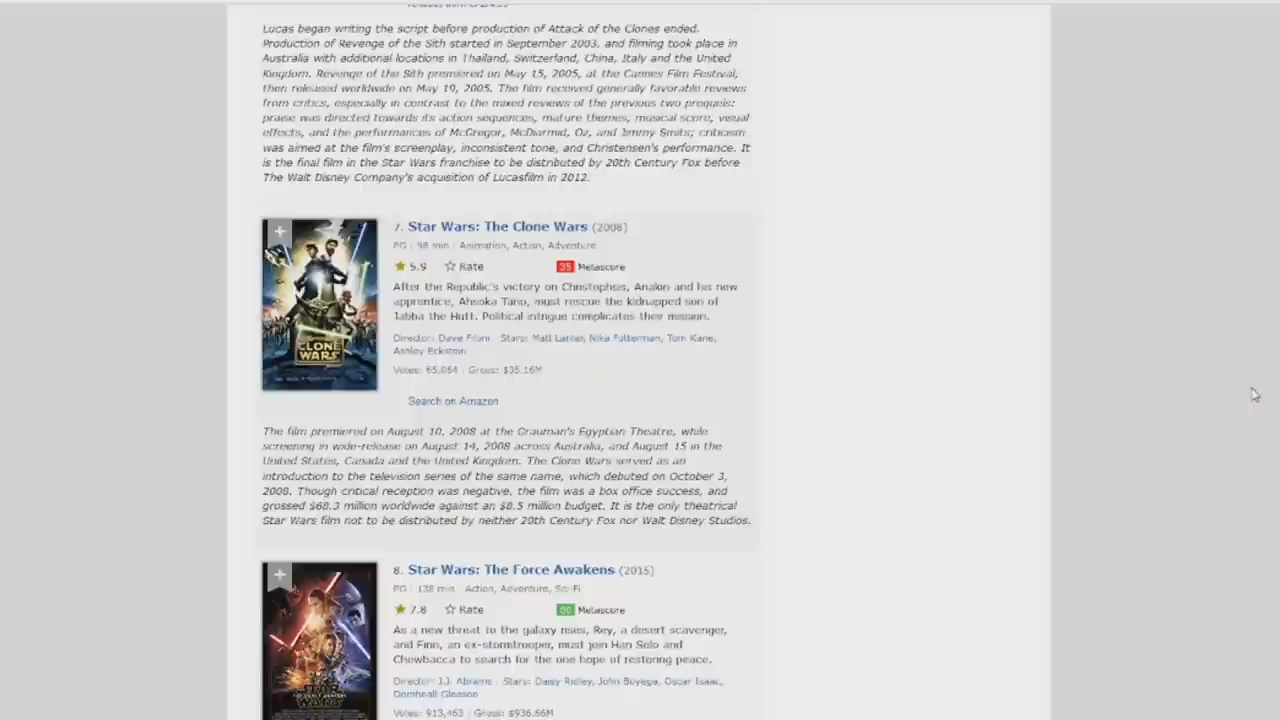 Lucas began writing the script before production of Attack of the Clones ended.
Production of Revenge of the Sith started in September 2003, and filming took place in
Australia with additional locations in Thailand, Switzerland, China, Italy and the United
Kingdom. Revenge of the Sith premiered on May 15, 2005, at the Cannes Film Festival,
then released worldwide on May 19, 2005. The film received generally favorable reviews
from critics, especially in contrast to the mixed reviews of the previous two prequels:
praise was directed towards its action sequences, mature themes, musical score, visual
effects, and the performances of McGregor, McDiarmid, Oz, and Jimmy Smits; criticism
was aimed at the film's screenplay, inconsistent tone, and Christensen's performance. It
is the final film in the Star Wars franchise to be distributed by 20th Century Fox before
The Walt Disney Company's acquisition of Lucasfilm in 2012.
7. Star Wars: The Clone Wars (2008)
PG | 98 min | Animation, Action, Adventure
5.9 Rate 35 Metascore
After the Republic's victory on Christophsis, Anakin and his new
apprentice, Ahsoka Tano, must rescue the kidnapped son of
Jabba the Hutt. Political intrigue complicates their mission.
Director: Dave Filoni | Stars: Matt Lanter, Nika Futterman, Tom Kane,
Ashley Eckstein
Votes: 65,064 | Gross: $35.16M
CLONE
WARS
Search on Amazon
The film premiered on August 10, 2008 at the Grauman's Egyptian Theatre, while
screening in wide-release on August 14, 2008 across Australia, and August 15 in the
United States, Canada and the United Kingdom. The Clone Wars served as an
introduction to the television series of the same name, which debuted on October 3,
2008. Though critical reception was negative, the film was a box office success, and
grossed $68.3 million worldwide against an $8.5 million budget. It is the only theatrical
Star Wars film not to be distributed by neither 20th Century Fox nor Walt Disney Studios.
8. Star Wars: The Force Awakens (2015)
PG | 138 min | Action, Adventure, Sci-Fi
7.8 Rate 80 Metascore
As a new threat to the galaxy rises, Rey, a desert scavenger,
and Finn, an ex-stormtrooper, must join Han Solo and
Chewbacca to search for the one hope of restoring peace.
Director: J.J. Abrams | Stars: Daisy Ridley, John Boyega, Oscar Isaac,
Domhnall Gleeson
Votes: 913,463 | Gross: $936.66M
STAR
WARS